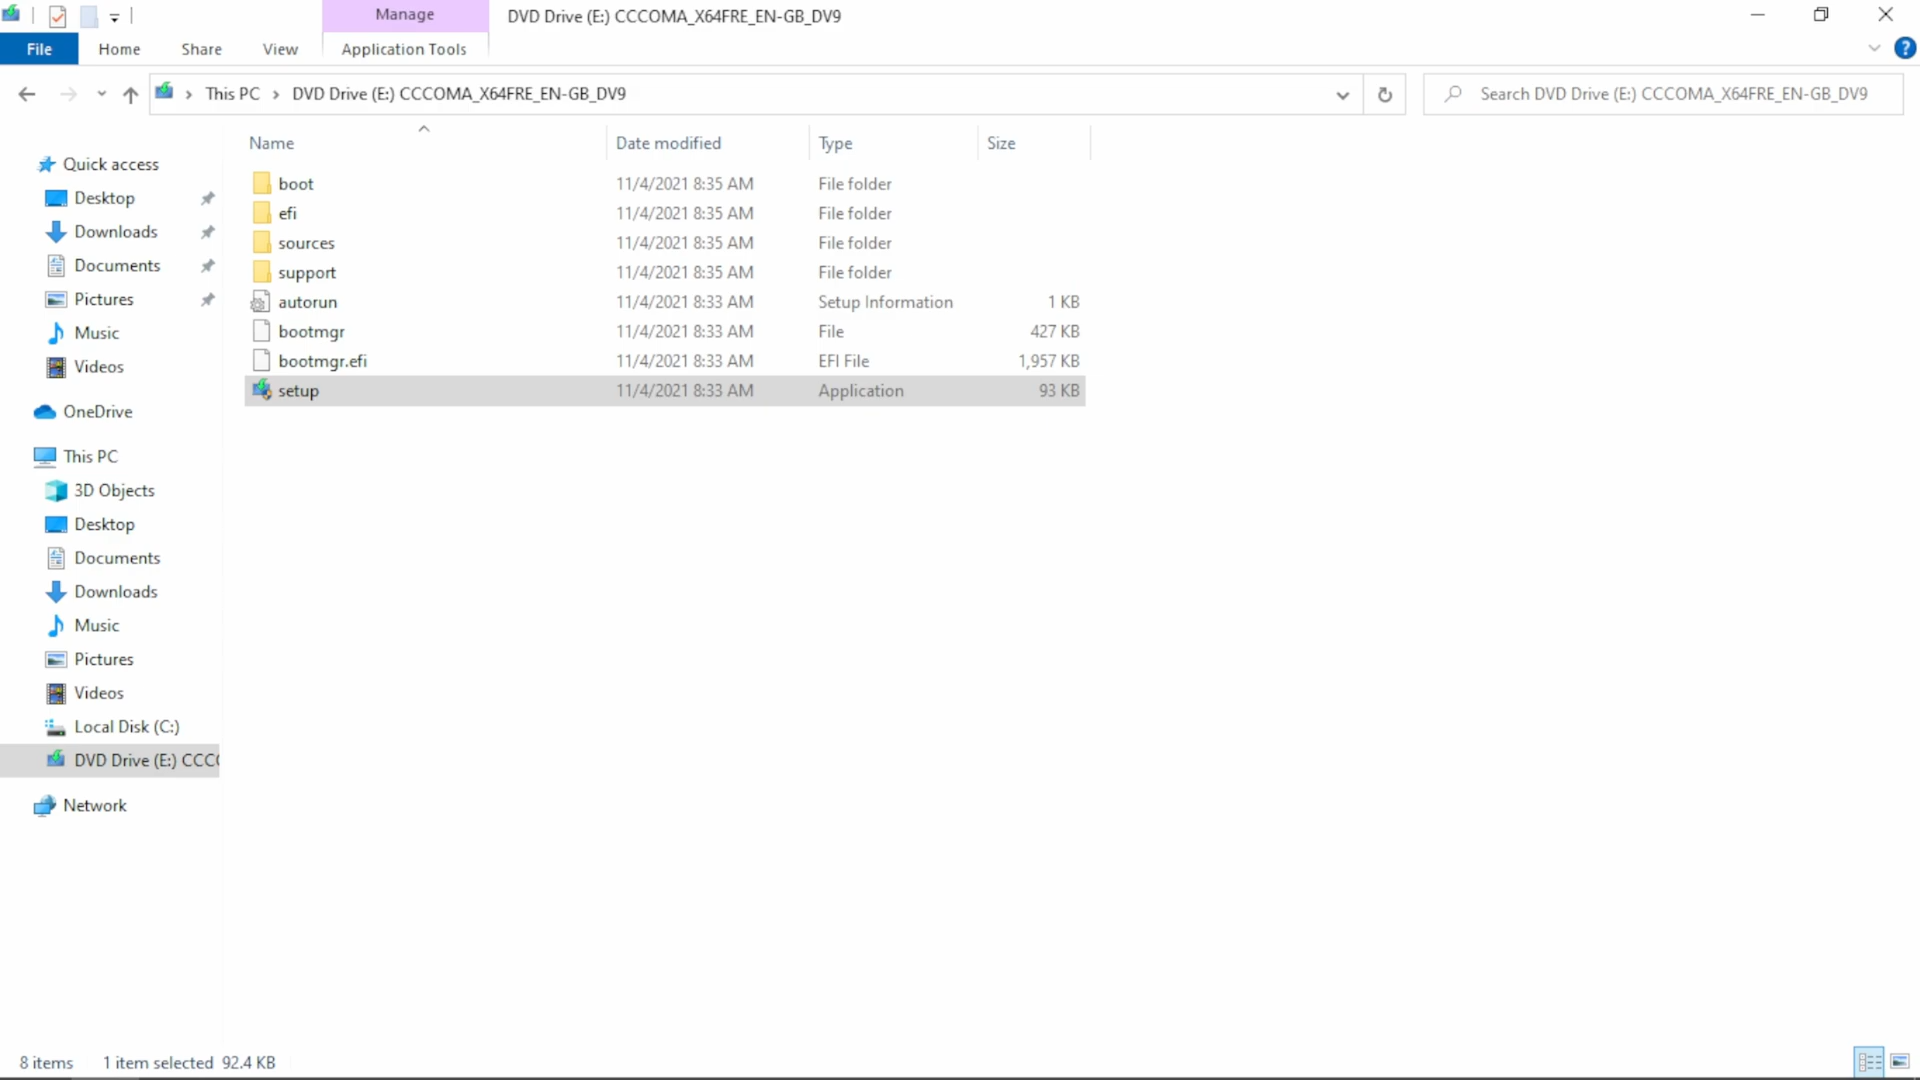 Manage
DVD Drive (E:) CCCOMA_X64FRE_EN-GB_DV9
File
Home
Share
View
Application Tools
?
This PC
DVD Drive (E:) CCCOMA_X64FRE_EN-GB_DV9
Search DVD Drive (E:) CCCOMA_X64FRE_EN-GB_DV9
Name
Date modified
Type
Size
boot 11/4/2021 8:35 AM File folder
efi 11/4/2021 8:35 AM File folder
sources 11/4/2021 8:35 AM File folder
support 11/4/2021 8:35 AM File folder
autorun 11/4/2021 8:33 AM Setup Information 1 KB
bootmgr 11/4/2021 8:33 AM File 427 KB
bootmgr.efi 11/4/2021 8:33 AM EFI File 1,957 KB
setup 11/4/2021 8:33 AM Application 93 KB
Quick access
Desktop
Downloads
Documents
Pictures
Music
Videos
OneDrive
This PC
3D Objects
Desktop
Documents
Downloads
Music
Pictures
Videos
Local Disk (C:)
DVD Drive (E:) CCC
Network
8 items
1 item selected 92.4 KB